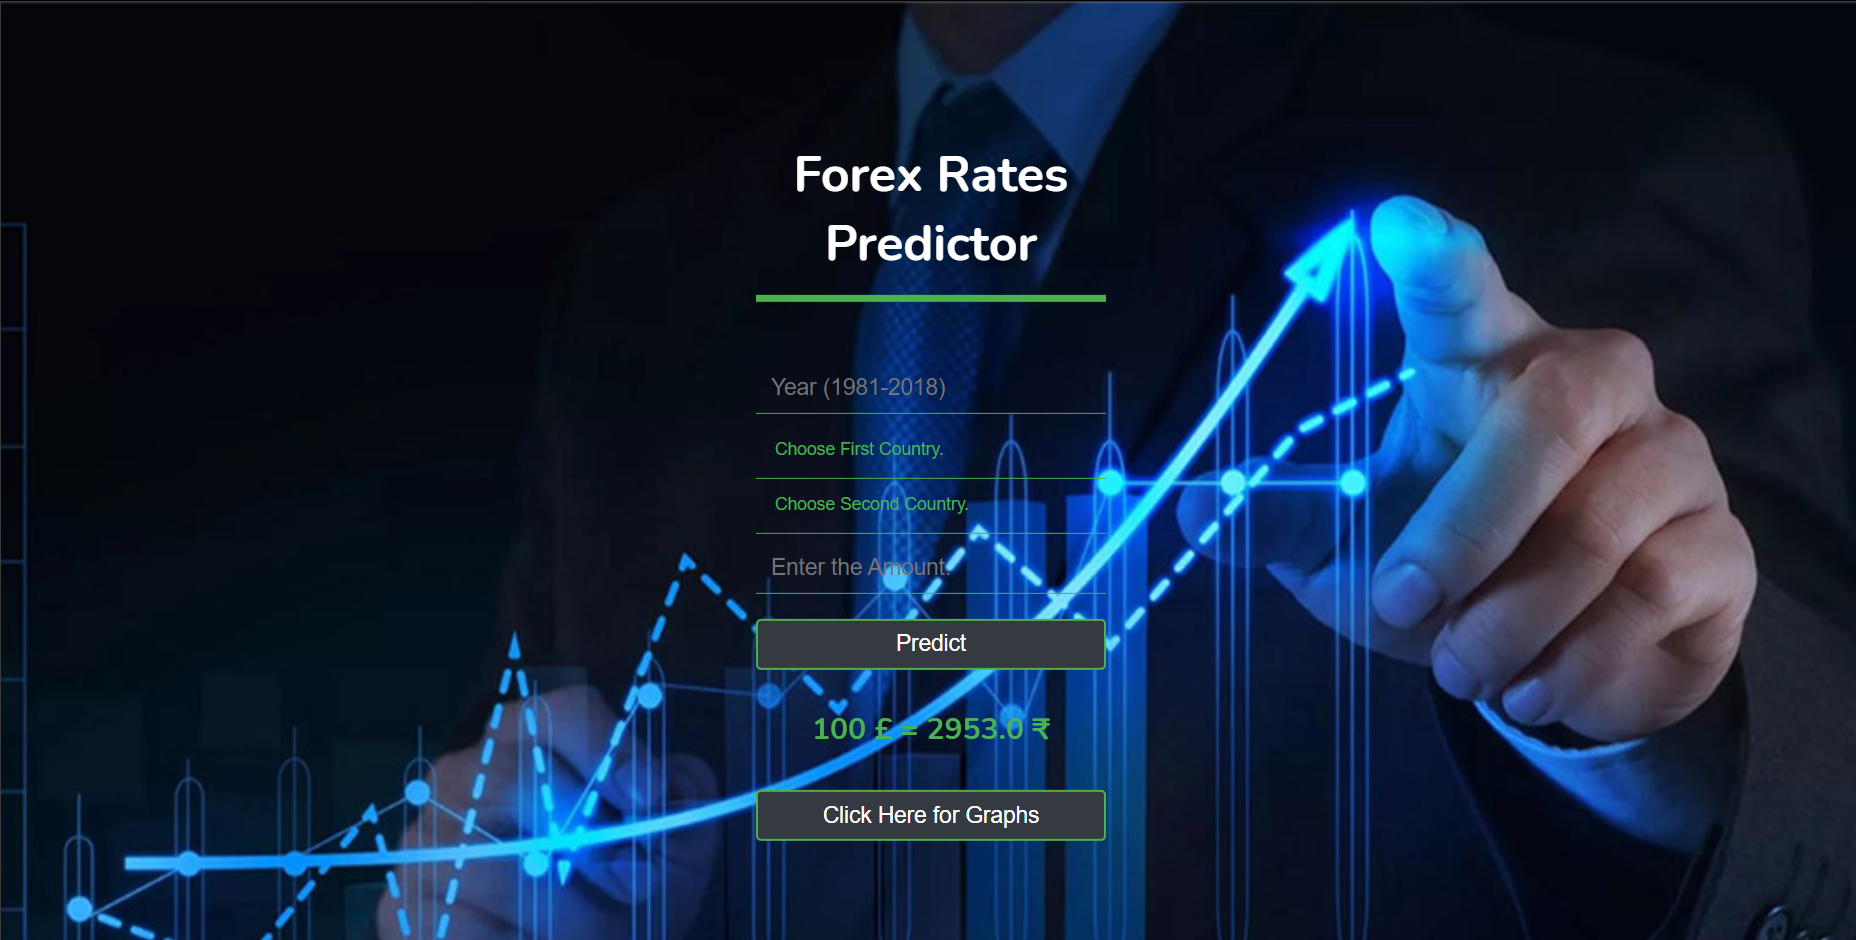 Forex Rates
Predictor
Year (1981-2018)
Choose First Country.
Choose Second Country.
Enter the Amount.
Predict
100 £ = 2953.0 ₹
Click Here for Graphs